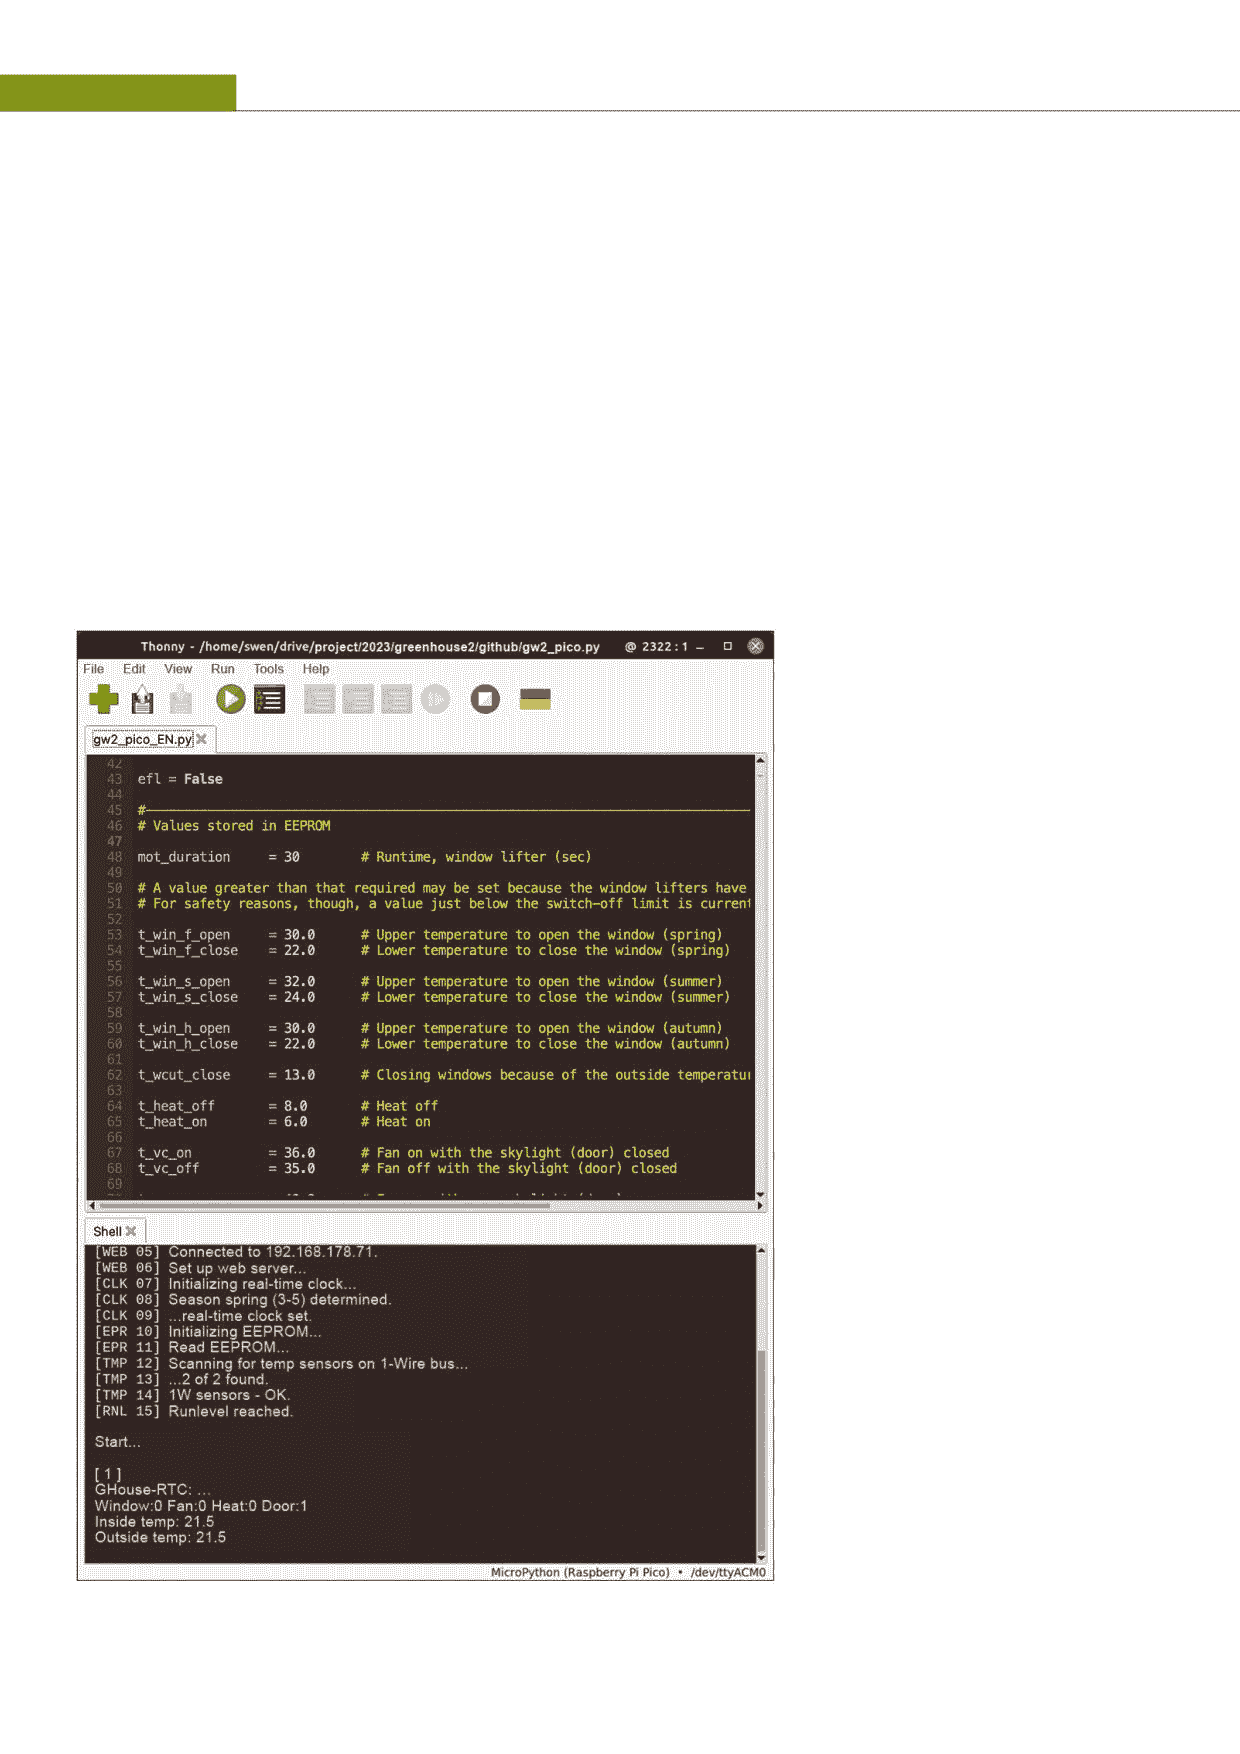 Thonny - /home/swen/drive/project/2023/greenhouse2/github/gw2_pico.py @ 2322 : 1
File Edit View Run Tools Help
gw2_pico_EN.py
42
43 efl = False
44
45 #
46 # Values stored in EEPROM
47
48 mot_duration = 30 # Runtime, window lifter (sec)
49
50 # A value greater than that required may be set because the window lifters have
51 # For safety reasons, though, a value just below the switch-off limit is current
52
53 t_win_f_open = 30.0 # Upper temperature to open the window (spring)
54 t_win_f_close = 22.0 # Lower temperature to close the window (spring)
55
56 t_win_s_open = 32.0 # Upper temperature to open the window (summer)
57 t_win_s_close = 24.0 # Lower temperature to close the window (summer)
58
59 t_win_h_open = 30.0 # Upper temperature to open the window (autumn)
60 t_win_h_close = 22.0 # Lower temperature to close the window (autumn)
61
62 t_wcut_close = 13.0 # Closing windows because of the outside temperatu
63
64 t_heat_off = 8.0 # Heat off
65 t_heat_on = 6.0 # Heat on
66
67 t_vc_on = 36.0 # Fan on with the skylight (door) closed
68 t_vc_off = 35.0 # Fan off with the skylight (door) closed
69
Shell
[WEB 05] Connected to 192.168.178.71.
[WEB 06] Set up web server...
[CLK 07] Initializing real-time clock...
[CLK 08] Season spring (3-5) determined.
[CLK 09] ...real-time clock set.
[EPR 10] Initializing EEPROM...
[EPR 11] Read EEPROM...
[TMP 12] Scanning for temp sensors on 1-Wire bus...
[TMP 13] ...2 of 2 found.
[TMP 14] 1W sensors - OK.
[RNL 15] Runlevel reached.
Start...
[ 1 ]
GHouse-RTC: ...
Window:0 Fan:0 Heat:0 Door:1
Inside temp: 21.5
Outside temp: 21.5
MicroPython (Raspberry Pi Pico) • /dev/ttyACM0